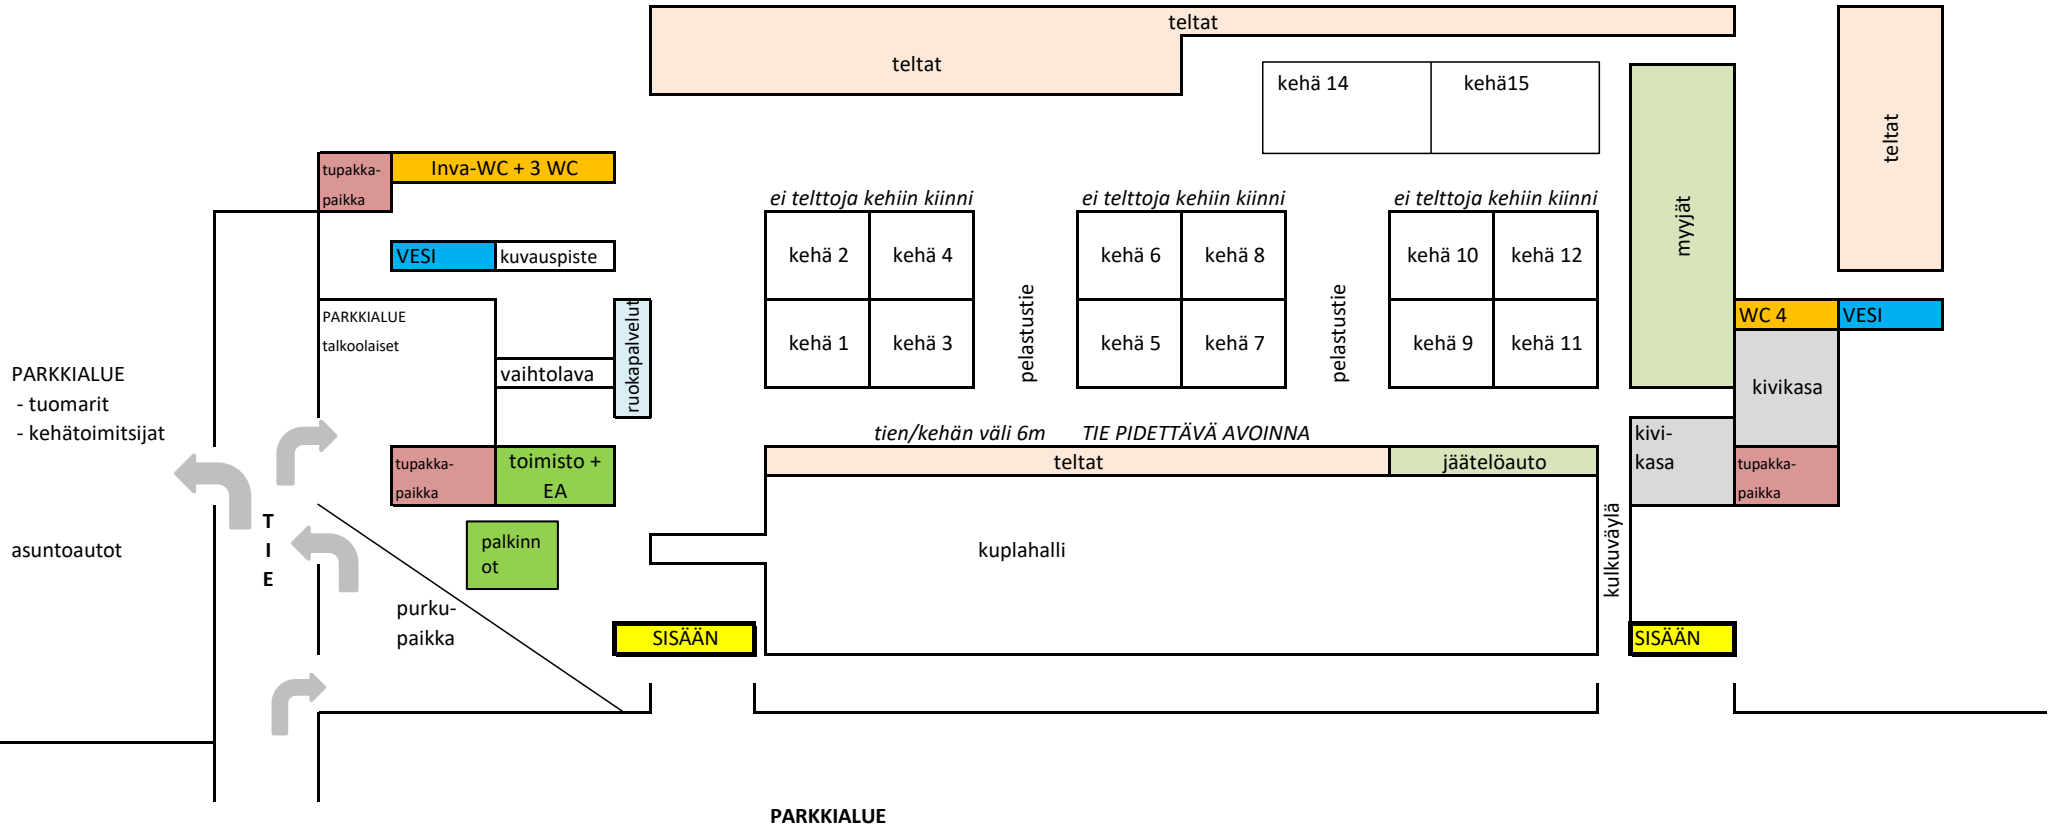 teltat
teltat
kehä 14
kehä15
teltat
tupakka-
paikka
Inva-WC + 3 WC
ei telttoja kehiin kiinni
ei telttoja kehiin kiinni
ei telttoja kehiin kiinni
myyjät
VESI
kuvauspiste
kehä 2
kehä 4
kehä 6
kehä 8
kehä 10
kehä 12
PARKKIALUE
talkoolaiset
ruokapalvelut
pelastustie
pelastustie
WC 4
VESI
kehä 1
kehä 3
kehä 5
kehä 7
kehä 9
kehä 11
vaihtolava
kivikasa
PARKKIALUE
- tuomarit
- kehätoimitsijat
tien/kehän väli 6m
TIE PIDETTÄVÄ AVOINNA
kivi-
kasa
tupakka-
paikka
toimisto +
EA
teltat
jäätelöauto
tupakka-
paikka
T
I
E
asuntoautot
palkinn
ot
kuplahalli
kulkuväylä
purku-
paikka
SISÄÄN
SISÄÄN
PARKKIALUE